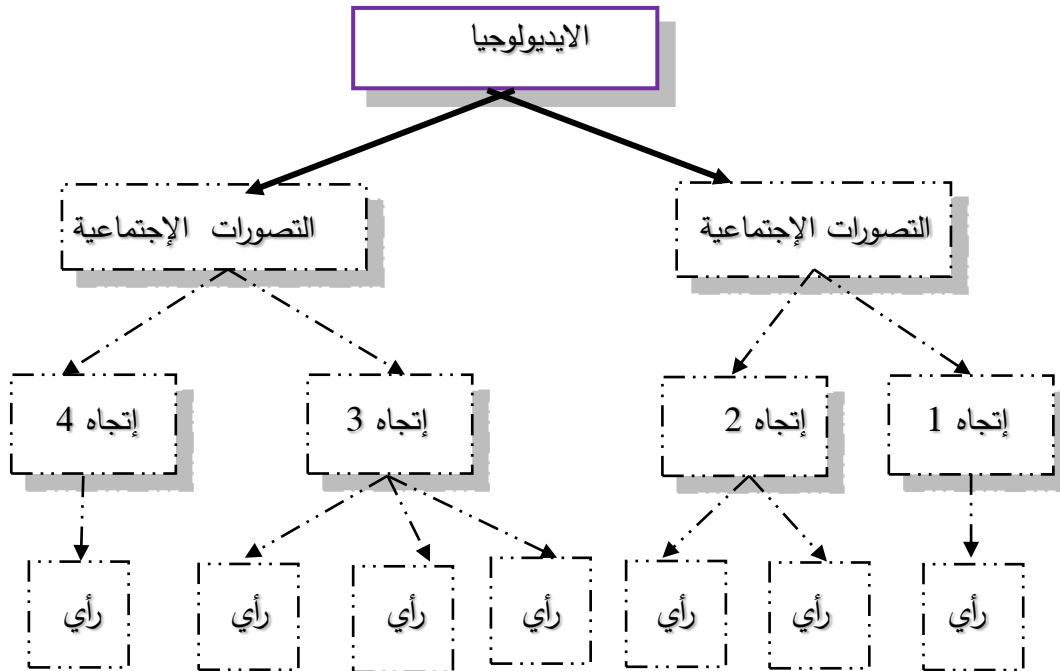 الايديولوجيا
التصورات الإجتماعية
التصورات الإجتماعية
إتجاه 1
إتجاه 2
إتجاه 3
إتجاه 4
رأي
رأي
رأي
رأي
رأي
رأي
رأي